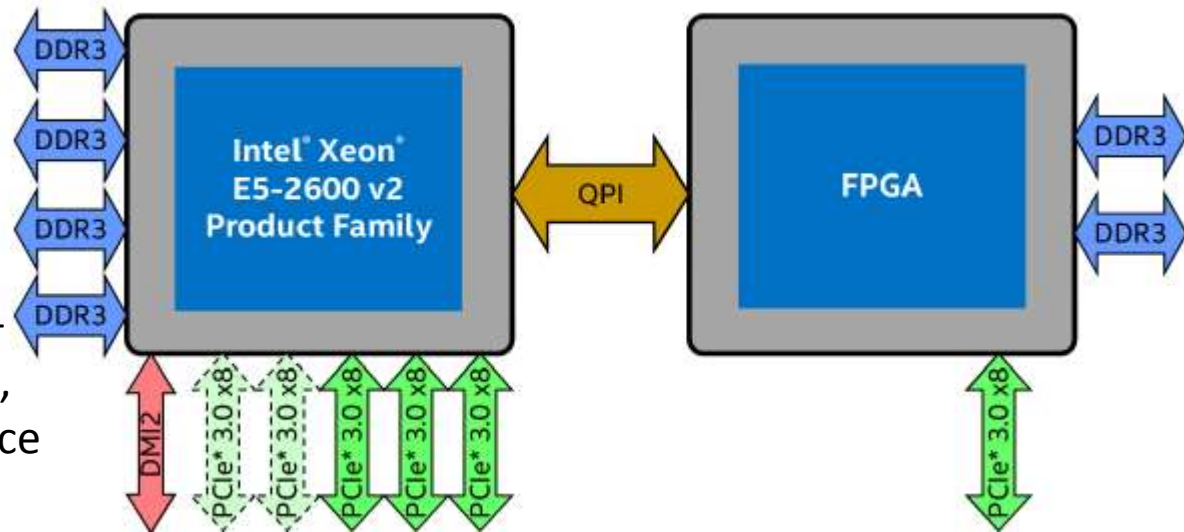 DDR3
DDR3
DDR3
DDR3
Intel® Xeon®
E5-2600 v2
Product Family
QPI
FPGA
DDR3
DDR3
,
ce
DMI2
PCIe* 3.0 x8
PCIe* 3.0 x8
PCIe* 3.0 x8
PCIe* 3.0 x8
PCIe* 3.0 x8
PCIe* 3.0 x8